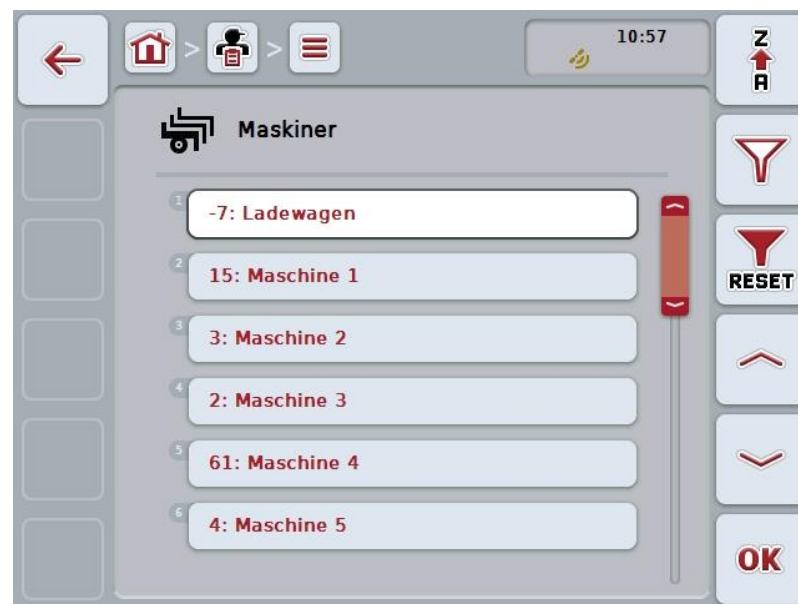 10:57
Z
A
Maskiner
1
-7: Ladewagen
2
15: Maschine 1
RESET
3
3: Maschine 2
4
2: Maschine 3
5
61: Maschine 4
6
4: Maschine 5
OK